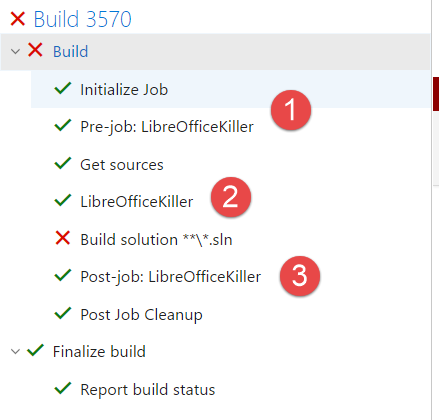 Build 3570
Build
Initialize Job
1
Pre-job: LibreOfficeKiller
Get sources
LibreOfficeKiller
2
Build solution **\*.sln
Post-job: LibreOfficeKiller
3
Post Job Cleanup
Finalize build
Report build status